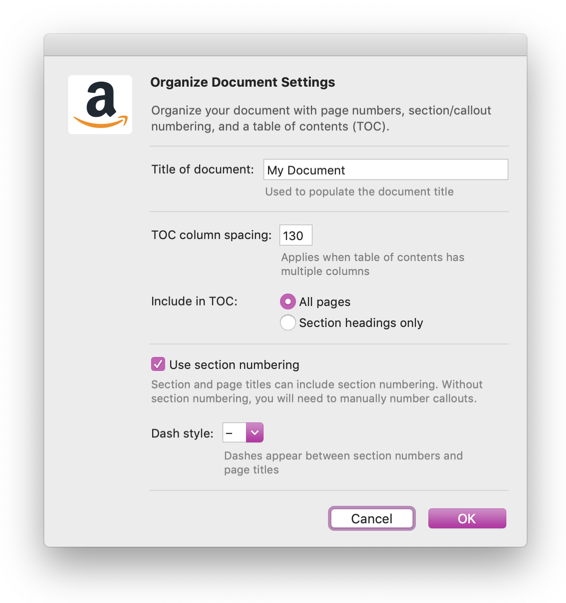 a
Organize Document Settings
Organize your document with page numbers, section/callout
numbering, and a table of contents (TOC).
Title of document: My Document
Used to populate the document title
TOC column spacing: 130
Applies when table of contents has
multiple columns
Include in TOC: All pages
Section headings only
Use section numbering
Section and page titles can include section numbering. Without
section numbering, you will need to manually number callouts.
Dash style: –
Dashes appear between section numbers and
page titles
Cancel OK